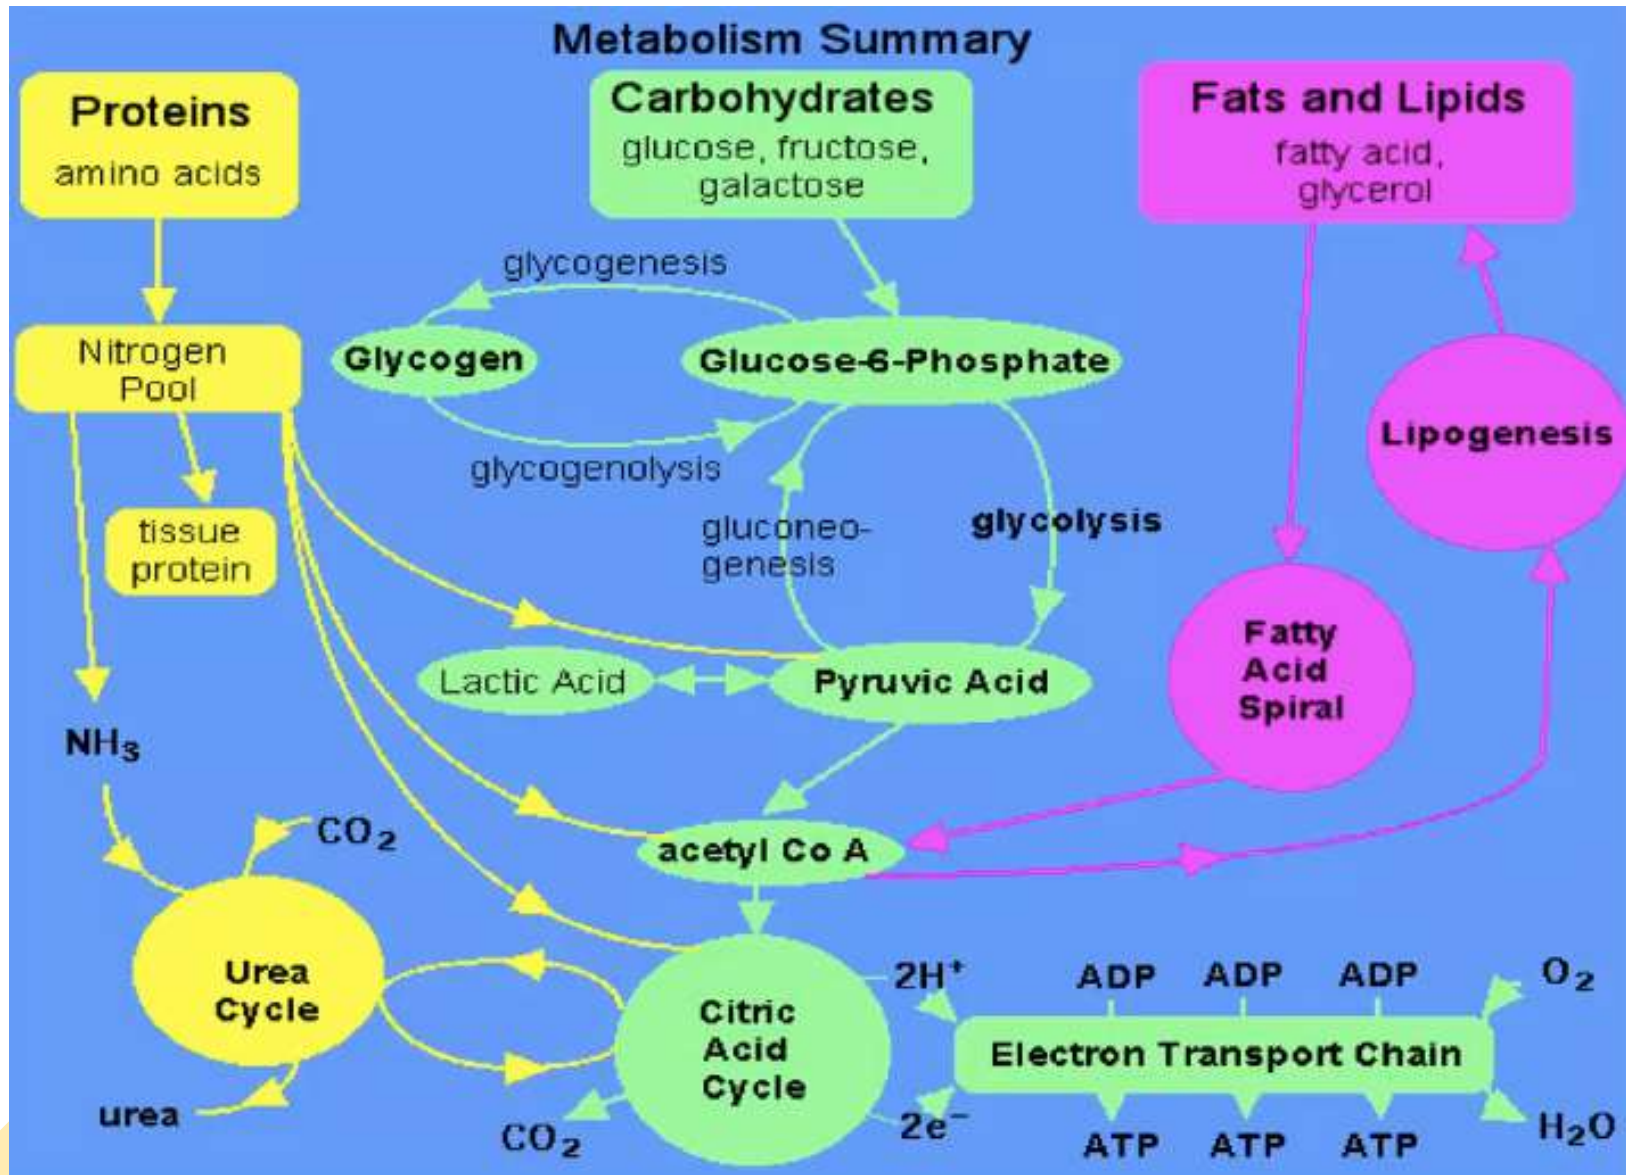 Metabolism Summary
Proteins
amino acids
Carbohydrates
glucose, fructose,
galactose
Fats and Lipids
fatty acid,
glycerol
glycogenesis
Nitrogen
Pool
Glycogen
Glucose-6-Phosphate
Lipogenesis
glycogenolysis
tissue
protein
gluconeo-
genesis
glycolysis
Fatty
Acid
Spiral
Lactic Acid
Pyruvic Acid
NH₃
CO₂
acetyl Co A
Urea
Cycle
Citric
Acid
Cycle
2H⁺
ADP ADP ADP
O₂
Electron Transport Chain
urea
CO₂
2e⁻
ATP ATP ATP
H₂O